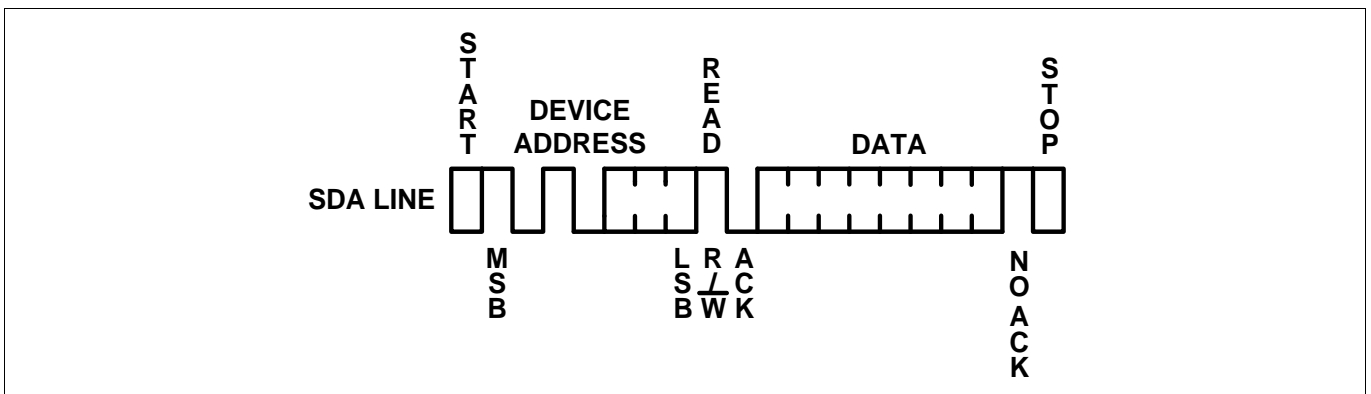 START
DEVICE
ADDRESS
READ
DATA
STOP
SDA LINE
MSB
LSB
R/W
ACK
NO ACK